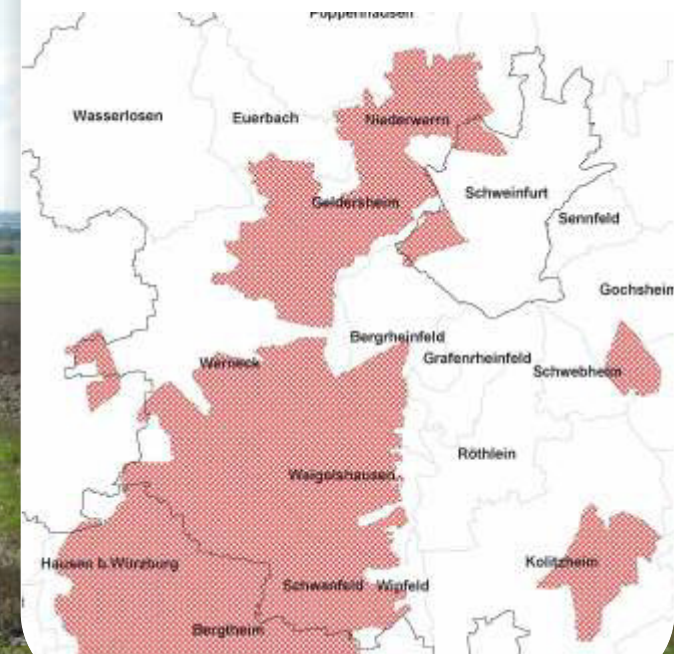 Poppenhausen
Wasserlosen
Euerbach
Niederwerrn
Geldersheim
Schweinfurt
Sennfeld
Gochsheim
Bergrheinfeld
Werneck
Grafenrheinfeld
Schwebheim
Röthlein
Waigolshausen
Hausen b.Würzburg
Kolitzheim
Schwanfeld
Wipfeld
Bergtheim